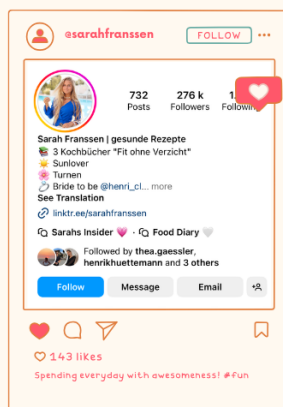 @sarahfranssen FOLLOW
732 276 k
Posts Followers Following
Sarah Franssen | gesunde Rezepte
3 Kochbücher "Fit ohne Verzicht"
Sunlover
Turnen
Bride to be @henri_cl... more
See Translation
linktr.ee/sarahfranssen
Sarahs Insider · Food Diary
Followed by thea.gaessler,
henrikhuettemann and 3 others
Follow Message Email
143 likes
Spending everyday with awesomeness! #fun